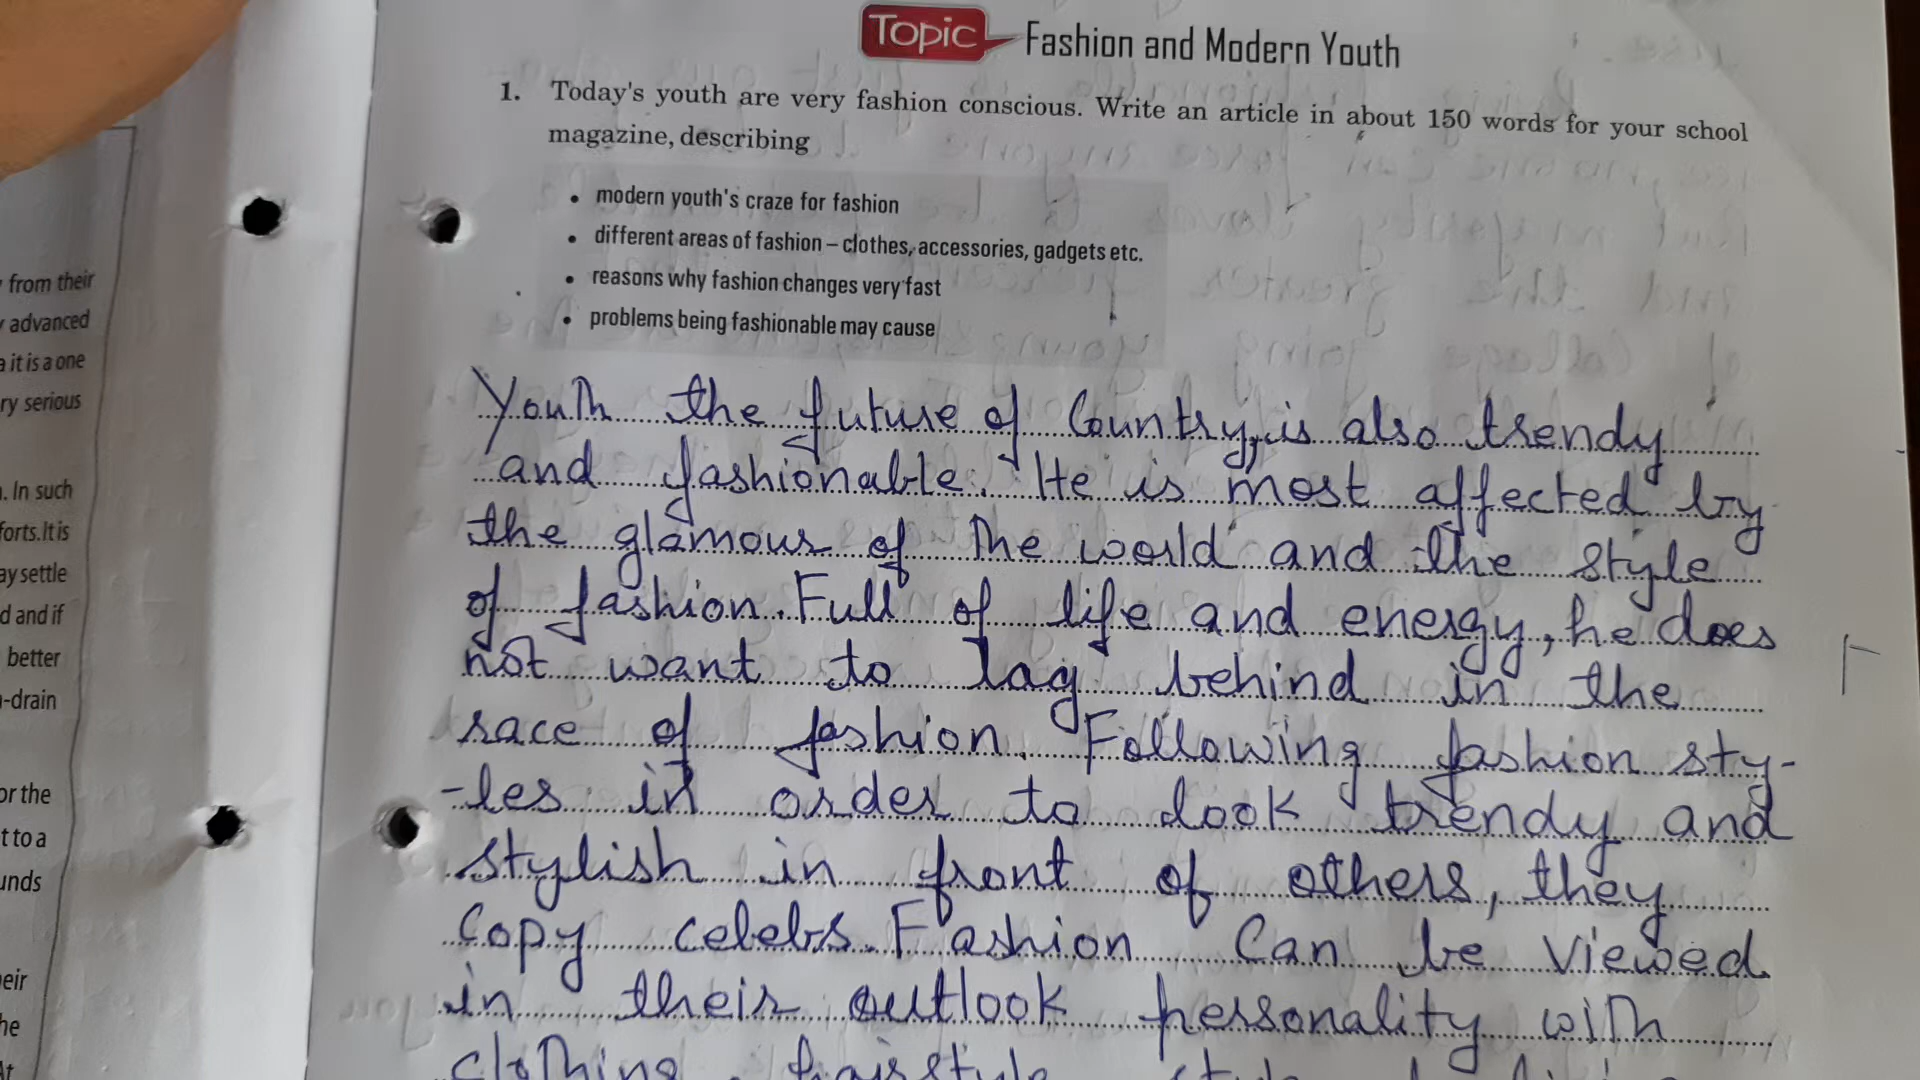 Topic Fashion and Modern Youth
1. Today's youth are very fashion conscious. Write an article in about 150 words for your school
magazine, describing
• modern youth's craze for fashion
• different areas of fashion – clothes, accessories, gadgets etc.
• reasons why fashion changes very fast
• problems being fashionable may cause
Youth the future of Country, is also trendy
and fashionable. He is most affected by
the glamour of the world and the style
of fashion. Full of life and energy, he does
not want to lag behind in the
race of fashion. Following fashion sty-
-les in order to look trendy and
stylish in front of others, they
Copy celebs. Fashion Can be viewed
in their outlook personality with
clothing, hairstyle
from their
advanced
it is a one
ry serious
. In such
forts. It is
ay settle
d and if
better
-drain
or the
t to a
unds
eir
he